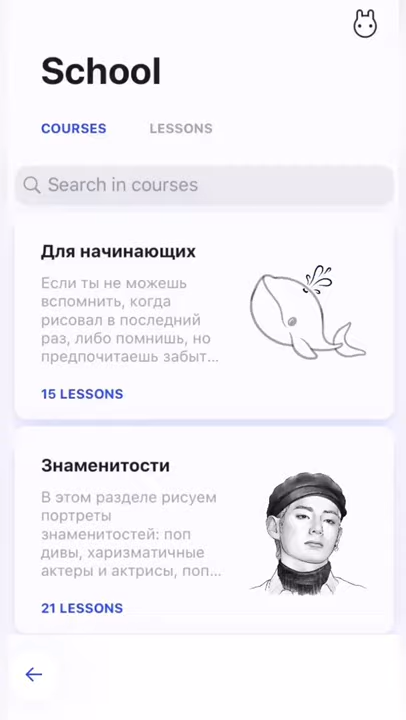 School
COURSES
LESSONS
Search in courses
Для начинающих
Если ты не можешь
вспомнить, когда
рисовал в последний
раз, либо помнишь, но
предпочитаешь забыт...
15 LESSONS
Знаменитости
В этом разделе рисуем
портреты
знаменитостей: поп
дивы, харизматичные
актеры и актрисы, поп...
21 LESSONS